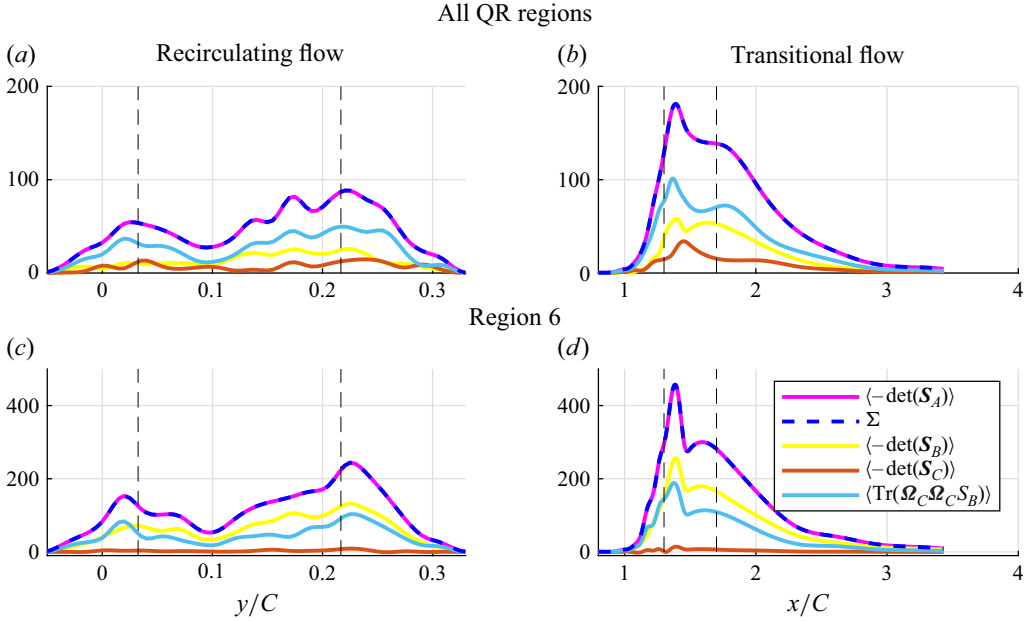 All QR regions
(a) Recirculating flow (b) Transitional flow
200 200
100 100
0 0
0 0.1 0.2 0.3 1 2 3 4
Region 6
(c) (d)
400 400
200 200
0 0
⟨−det(S_A)⟩
Σ
⟨−det(S_B)⟩
⟨−det(S_C)⟩
⟨Tr(Ω_CΩ_CS_B)⟩
0 0.1 0.2 0.3 1 2 3 4
y/C x/C